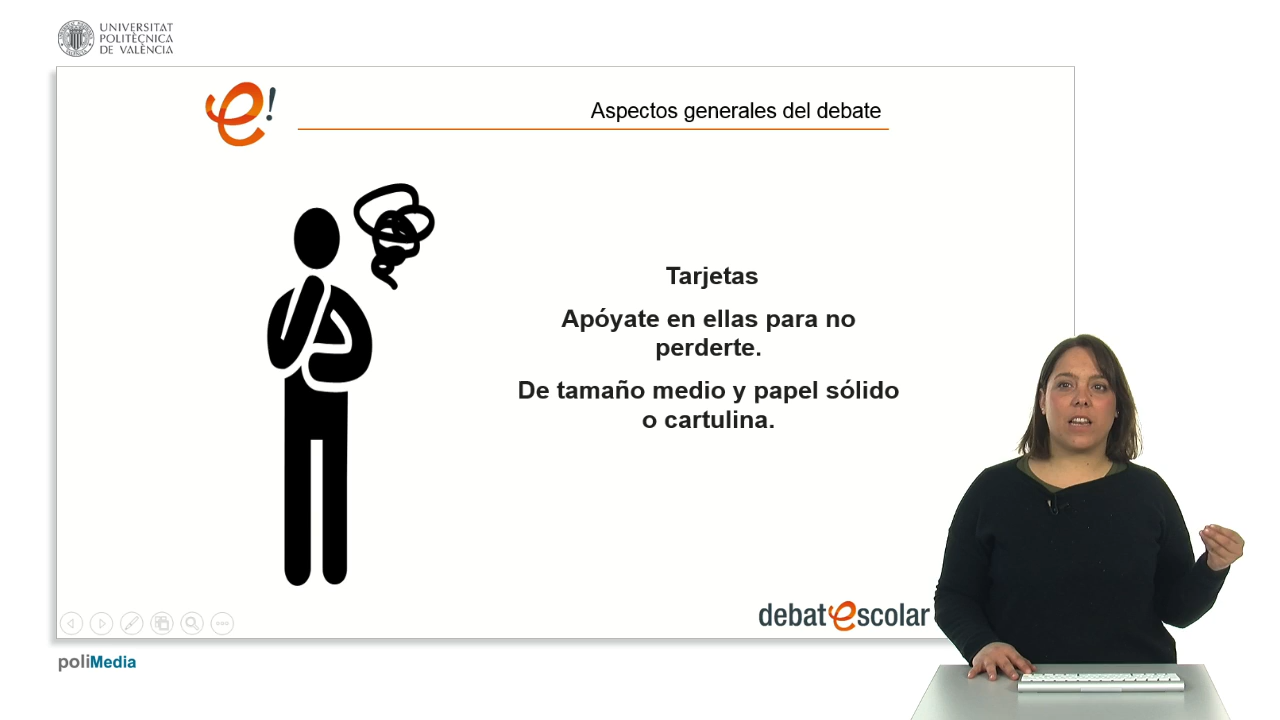 UNIVERSITAT
POLITÈCNICA
DE VALÈNCIA
e!
Aspectos generales del debate
Tarjetas
Apóyate en ellas para no
perderte.
De tamaño medio y papel sólido
o cartulina.
debatescolar
poliMedia